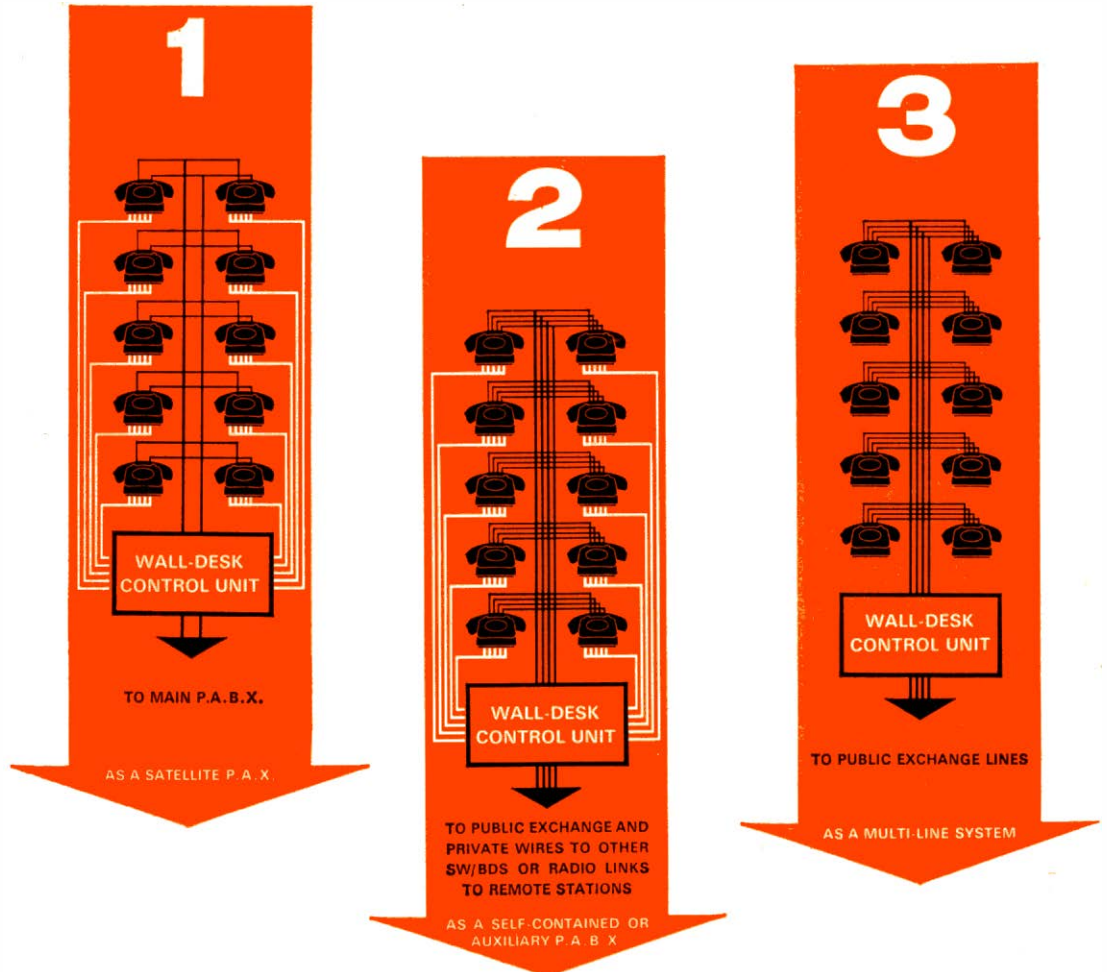 1
WALL-DESK
CONTROL UNIT
TO MAIN P.A.B.X.
AS A SATELLITE P.A.X.
2
WALL-DESK
CONTROL UNIT
TO PUBLIC EXCHANGE AND
PRIVATE WIRES TO OTHER
SW/BDS OR RADIO LINKS
TO REMOTE STATIONS
AS A SELF-CONTAINED OR
AUXILIARY P.A.B X
3
WALL-DESK
CONTROL UNIT
TO PUBLIC EXCHANGE LINES
AS A MULTI-LINE SYSTEM